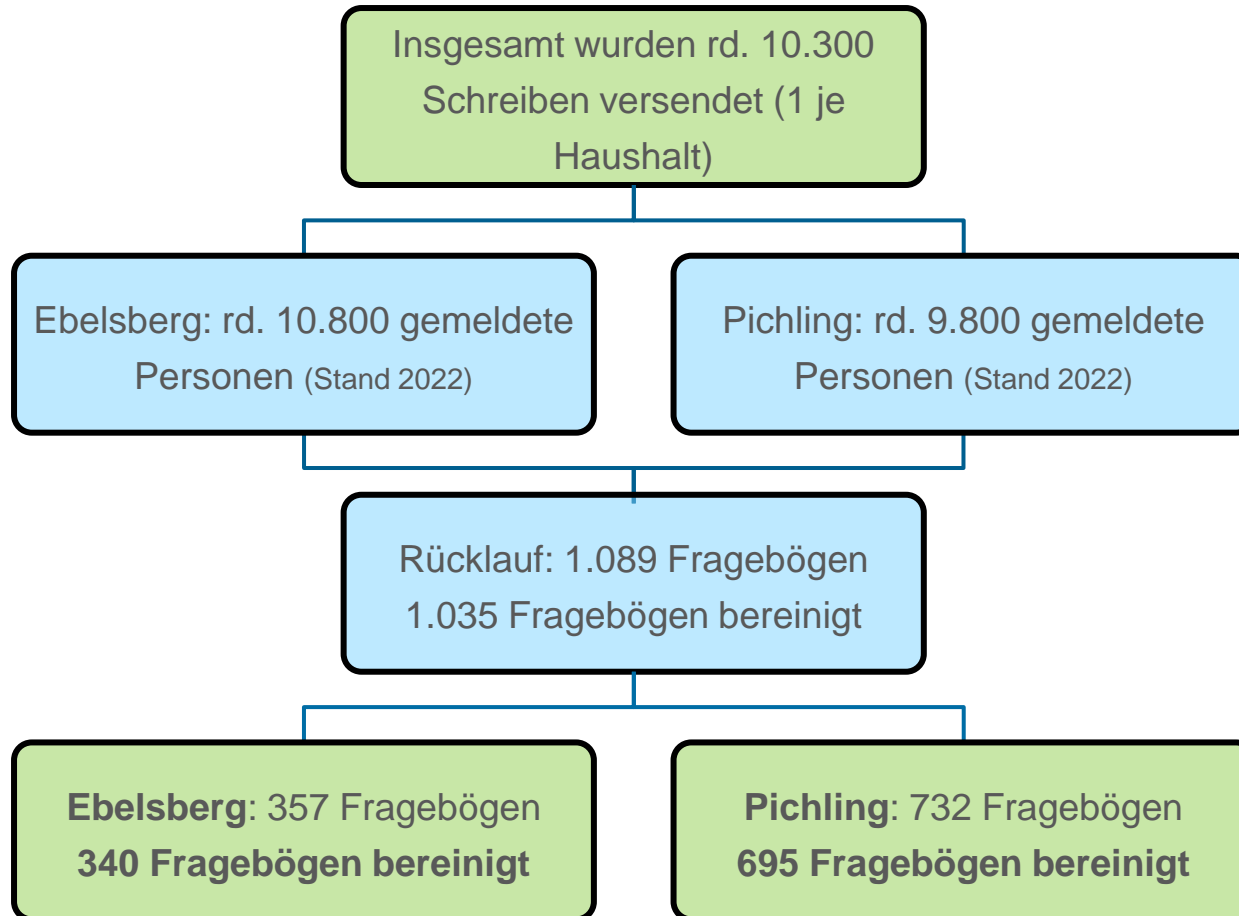 Insgesamt wurden rd. 10.300
Schreiben versendet (1 je
Haushalt)
Ebelsberg: rd. 10.800 gemeldete
Personen (Stand 2022)
Pichling: rd. 9.800 gemeldete
Personen (Stand 2022)
Rücklauf: 1.089 Fragebögen
1.035 Fragebögen bereinigt
Ebelsberg: 357 Fragebögen
340 Fragebögen bereinigt
Pichling: 732 Fragebögen
695 Fragebögen bereinigt